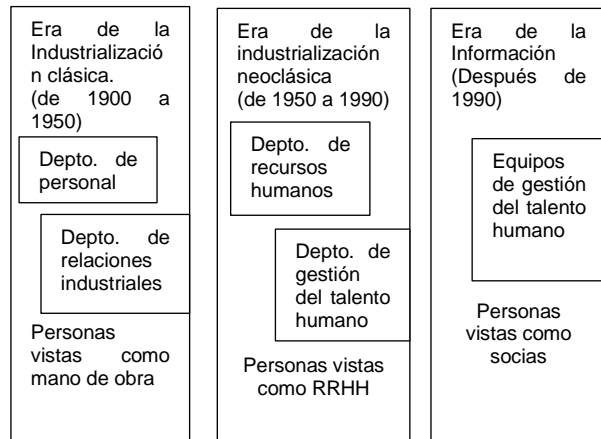 Era de la
Industrializació
n clásica.
(de 1900 a
1950)
Depto. de
personal
Depto. de
relaciones
industriales
Personas
vistas como
mano de obra
Era de la
industrialización
neoclásica
(de 1950 a 1990)
Depto. de
recursos
humanos
Depto. de
gestión
del talento
humano
Personas vistas
como RRHH
Era de la
Información
(Después de
1990)
Equipos
de gestión
del talento
humano
Personas
vistas como
socias